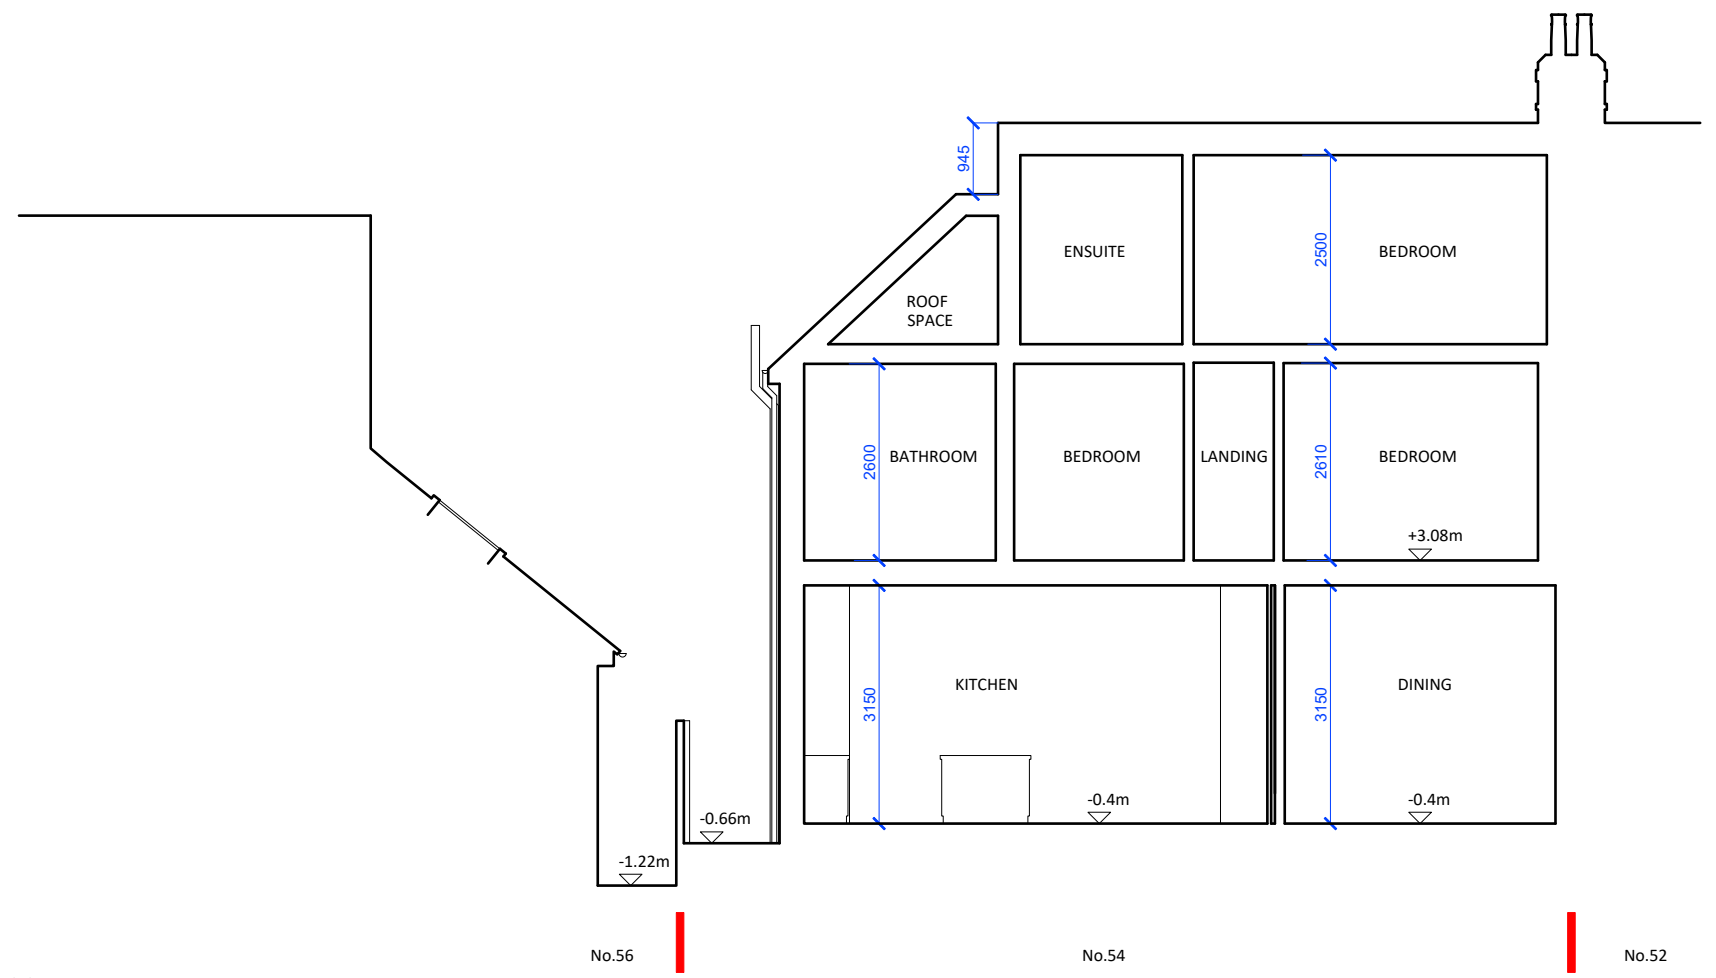 945
ENSUITE
2500
BEDROOM
ROOF
SPACE
2600
BATHROOM
BEDROOM
LANDING
2610
BEDROOM
+3.08m
3150
KITCHEN
3150
DINING
-0.4m
-0.4m
-0.66m
-1.22m
No.56
No.54
No.52